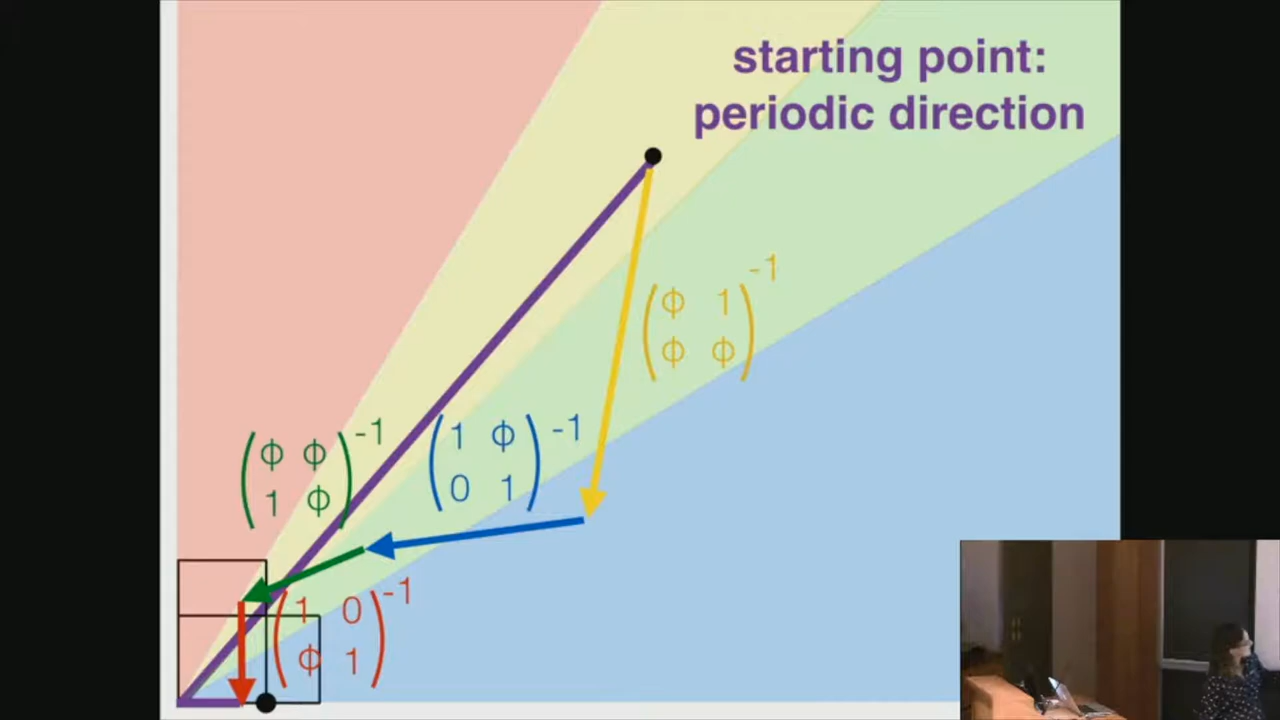 starting point:
periodic direction
(φ 1)⁻¹
(φ φ)
(φ φ)⁻¹
(1 φ)
(1 φ)⁻¹
(0 1)
(1 0)⁻¹
(φ 1)